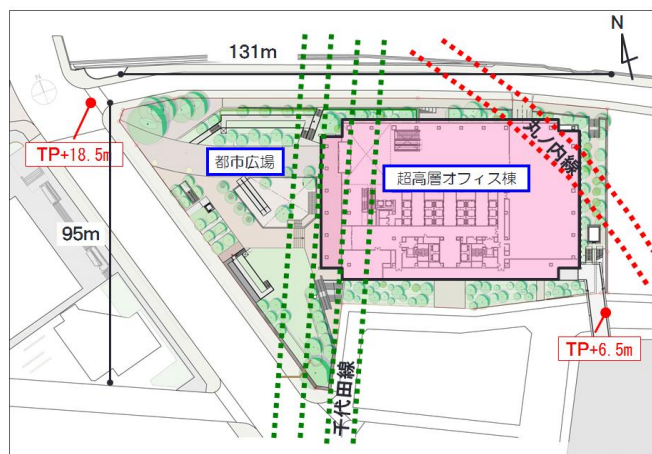 131m
N
N
丸ノ内線
TP+18.5m
都市広場
超高層オフィス棟
95m
TP+6.5m
千代田線